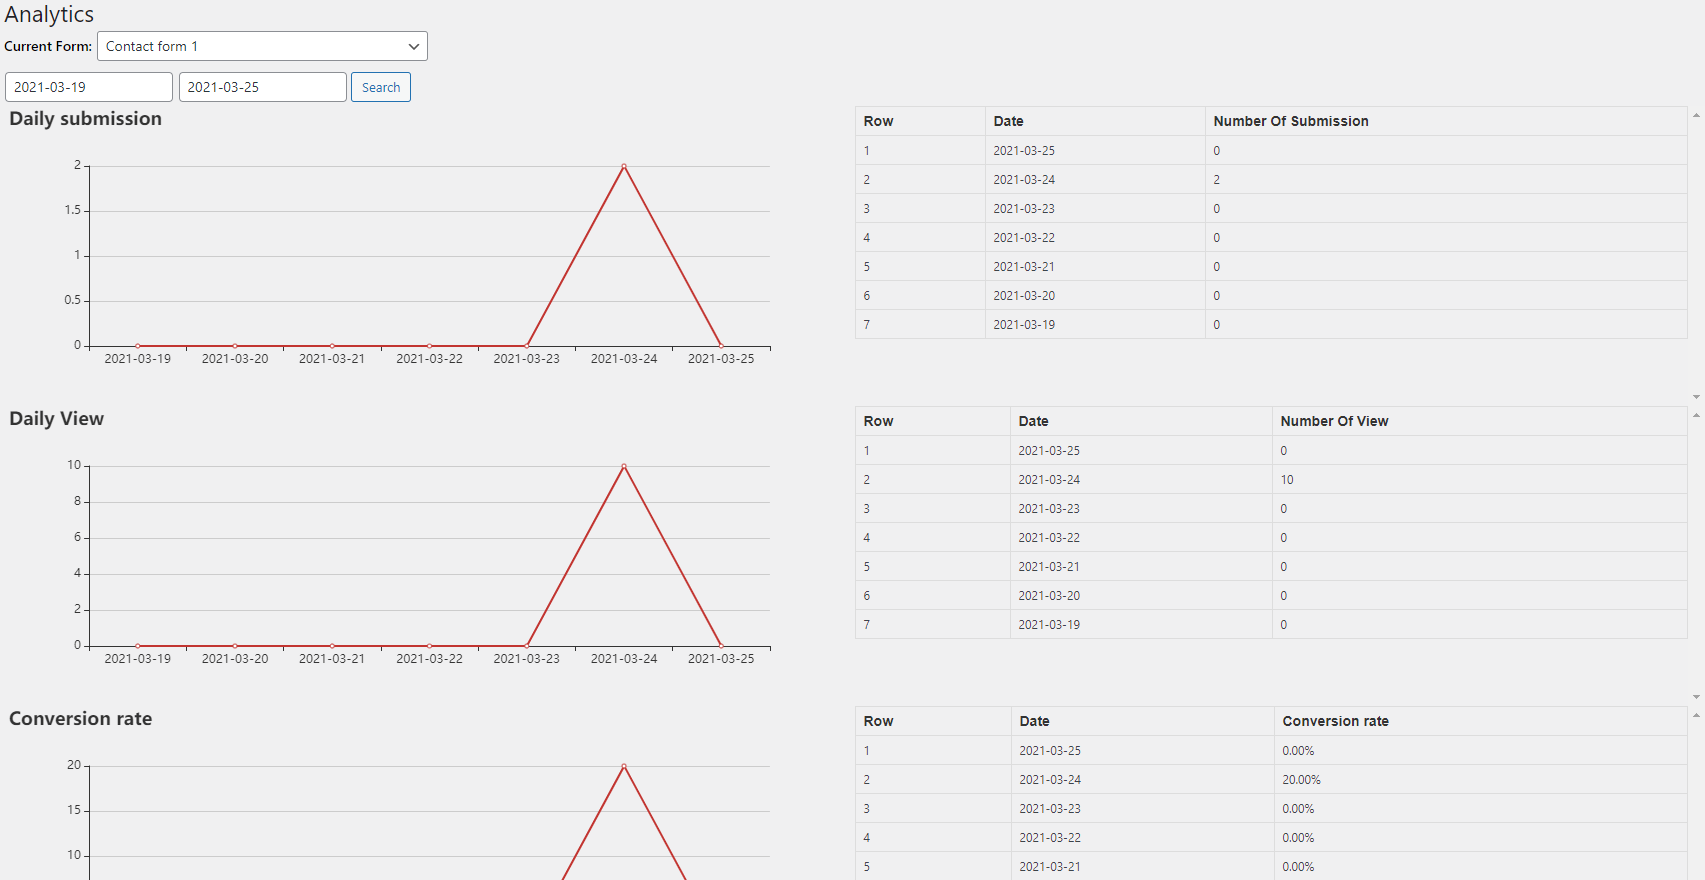 Analytics
Current Form: Contact form 1
2021-03-19 2021-03-25 Search
Daily submission
2
1.5
1
0.5
0
2021-03-19 2021-03-20 2021-03-21 2021-03-22 2021-03-23 2021-03-24 2021-03-25
Row Date Number Of Submission
1 2021-03-25 0
2 2021-03-24 2
3 2021-03-23 0
4 2021-03-22 0
5 2021-03-21 0
6 2021-03-20 0
7 2021-03-19 0
Daily View
10
8
6
4
2
0
2021-03-19 2021-03-20 2021-03-21 2021-03-22 2021-03-23 2021-03-24 2021-03-25
Row Date Number Of View
1 2021-03-25 0
2 2021-03-24 10
3 2021-03-23 0
4 2021-03-22 0
5 2021-03-21 0
6 2021-03-20 0
7 2021-03-19 0
Conversion rate
20
15
10
Row Date Conversion rate
1 2021-03-25 0.00%
2 2021-03-24 20.00%
3 2021-03-23 0.00%
4 2021-03-22 0.00%
5 2021-03-21 0.00%